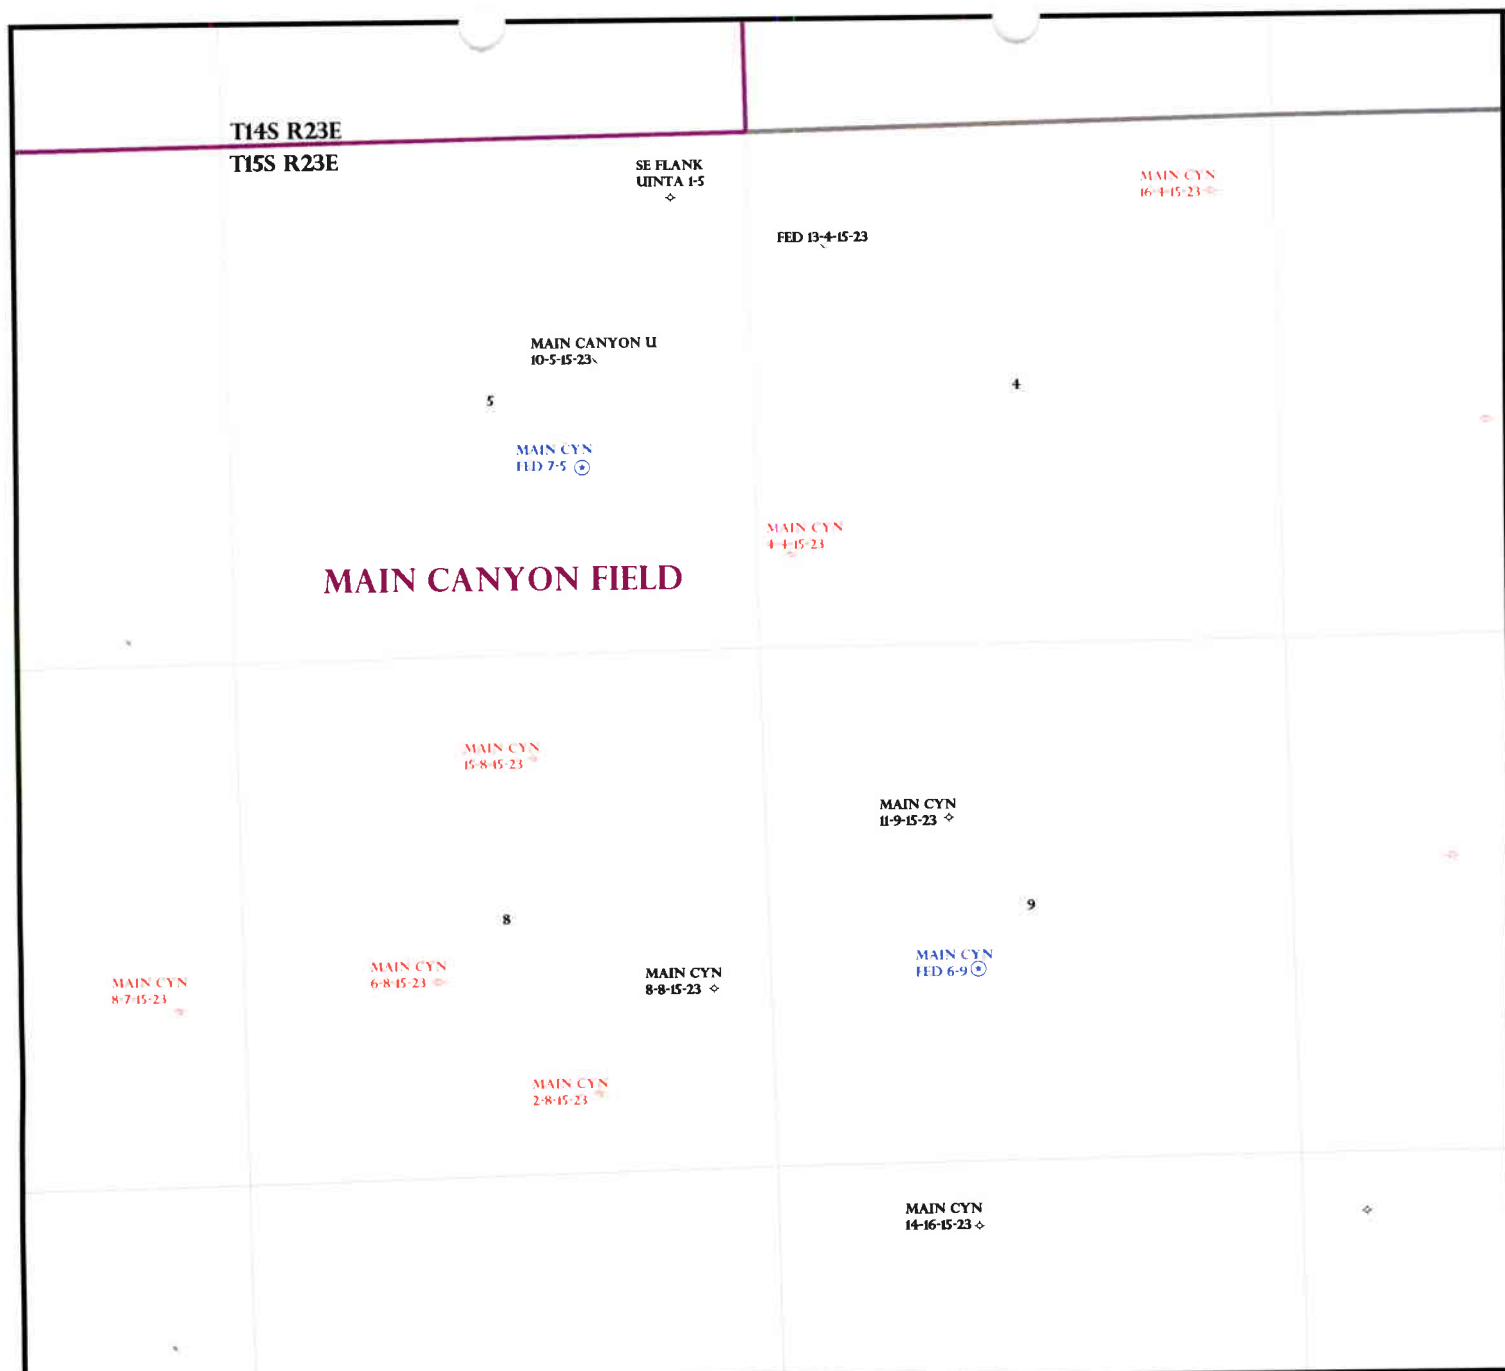 T14S R23E
T15S R23E
SE FLANK
UINTA 1-5
MAIN CYN
16-4-15-23
FED 13-4-15-23
MAIN CANYON U
10-5-15-23
4
5
MAIN CYN
FED 7-5
MAIN CYN
4-4-15-23
MAIN CANYON FIELD
MAIN CYN
15-8-15-23
MAIN CYN
11-9-15-23
9
8
MAIN CYN
FED 6-9
MAIN CYN
6-8-15-23
MAIN CYN
8-8-15-23
MAIN CYN
8-7-15-23
MAIN CYN
2-8-15-23
MAIN CYN
14-16-15-23